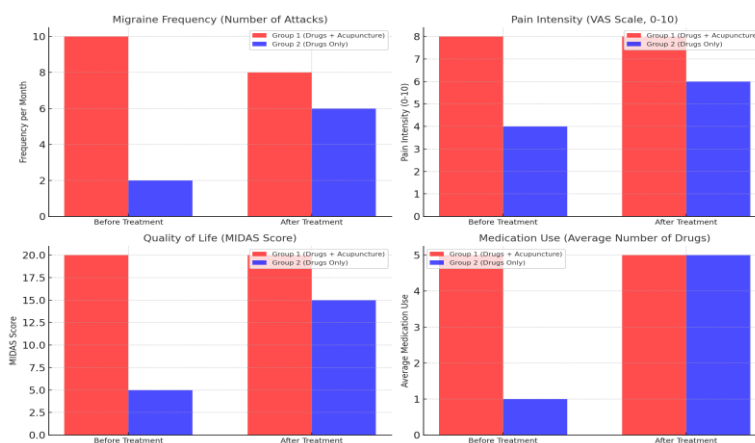 Migraine Frequency (Number of Attacks)
10
8
6
4
2
0
Frequency per Month
Group 1 (Drugs + Acupuncture)
Group 2 (Drugs Only)
Before Treatment
After Treatment
Pain Intensity (VAS Scale, 0-10)
8
7
6
5
4
3
2
1
0
Pain Intensity (0-10)
Group 1 (Drugs + Acupuncture)
Group 2 (Drugs Only)
Before Treatment
After Treatment
Quality of Life (MIDAS Score)
20.0
17.5
15.0
12.5
10.0
7.5
5.0
2.5
0.0
MIDAS Score
Group 1 (Drugs + Acupuncture)
Group 2 (Drugs Only)
Before Treatment
After Treatment
Medication Use (Average Number of Drugs)
5
4
3
2
1
0
Average Medication Use
Group 1 (Drugs + Acupuncture)
Group 2 (Drugs Only)
Before Treatment
After Treatment